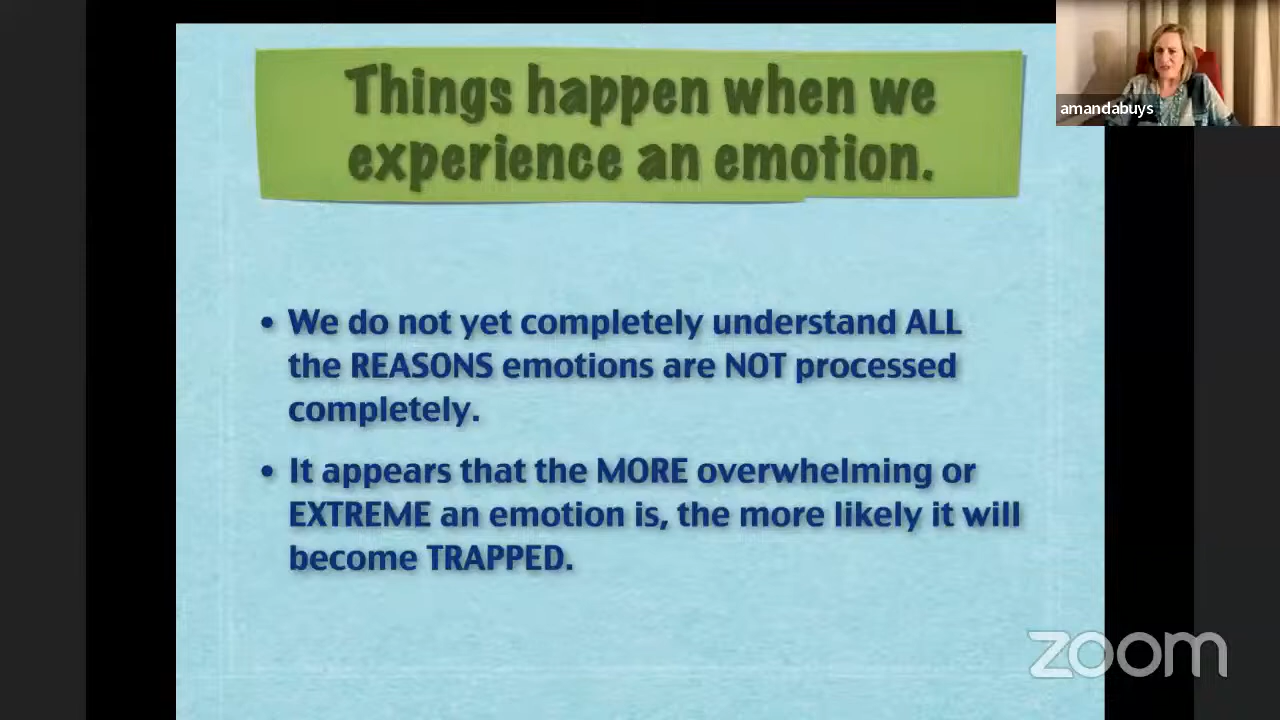 Things happen when we
experience an emotion.
amandabuys
• We do not yet completely understand ALL
the REASONS emotions are NOT processed
completely.
• It appears that the MORE overwhelming or
EXTREME an emotion is, the more likely it will
become TRAPPED.
zoom